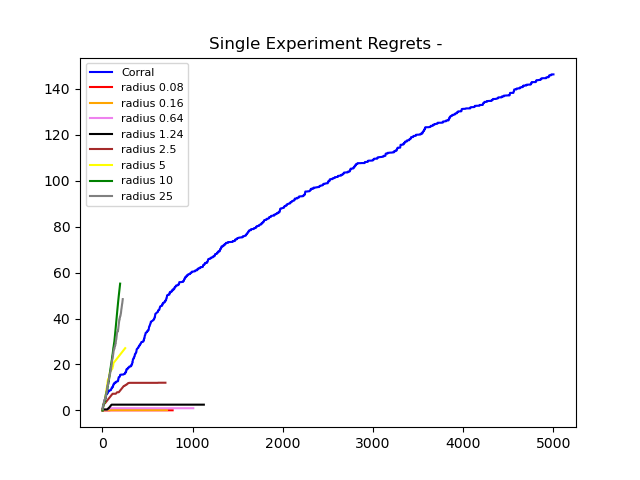 Single Experiment Regrets -
Corral
radius 0.08
radius 0.16
radius 0.64
radius 1.24
radius 2.5
radius 5
radius 10
radius 25
140
120
100
80
60
40
20
0
0 1000 2000 3000 4000 5000